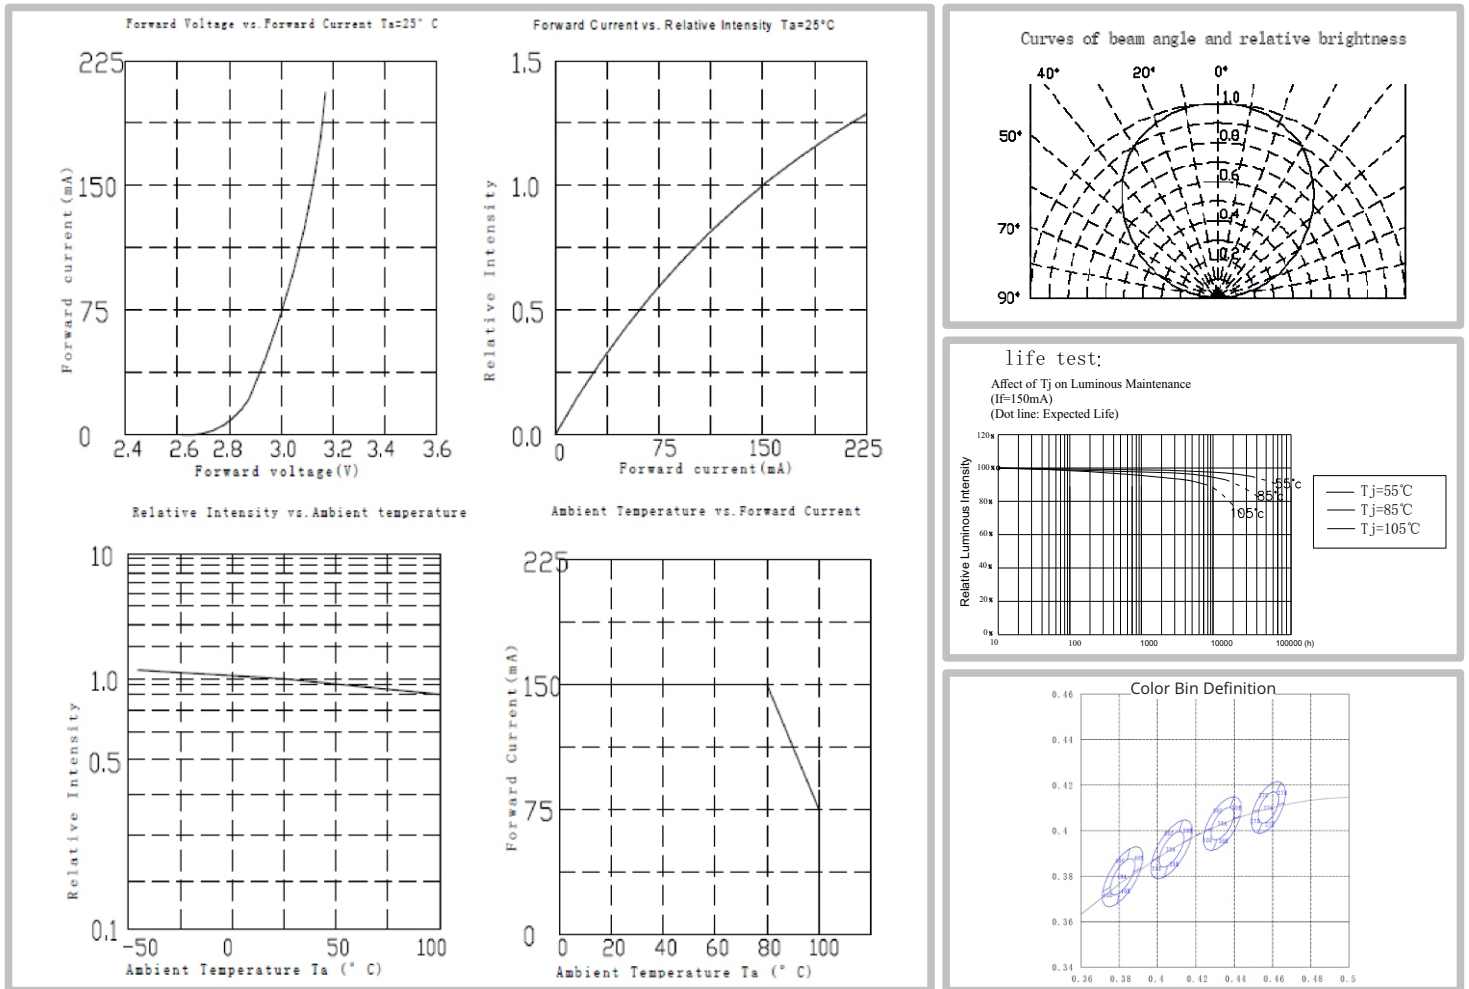 Forward Voltage vs.Forward Current Ta=25° C
225
150
75
0
2.4 2.6 2.8 3.0 3.2 3.4 3.6
Forward current(mA)
Forward voltage(V)
Forward Current vs. Relative Intensity Ta=25°C
1.5
1.0
0.5
0.0
0 75 150 225
Relative Intensity
Forward current(mA)
Relative Intensity vs.Ambient temperature
10
1.0
0.5
0.1
-50 0 50 100
Relative Intensity
Ambient Temperature Ta (° C)
Ambient Temperature vs.Forward Current
225
150
75
0
0 20 40 60 80 100
Forward Current(mA)
Ambient Temperature Ta (° C)
Curves of beam angle and relative brightness
40° 20° 0°
1.0
50°
0.8
0.6
0.4
70°
0.2
90°
life test:
Affect of Tj on Luminous Maintenance
(If=150mA)
(Dot line: Expected Life)
120%
100%
80%
60%
40%
20%
0%
10 100 1000 10000 100000 (h)
Relative Luminous Intensity
55℃
85℃
105℃
Tj=55℃
Tj=85℃
Tj=105℃
Color Bin Definition
0.46
0.44
0.42
0.4
0.38
0.36
0.34
0.36 0.38 0.4 0.42 0.44 0.46 0.48 0.5